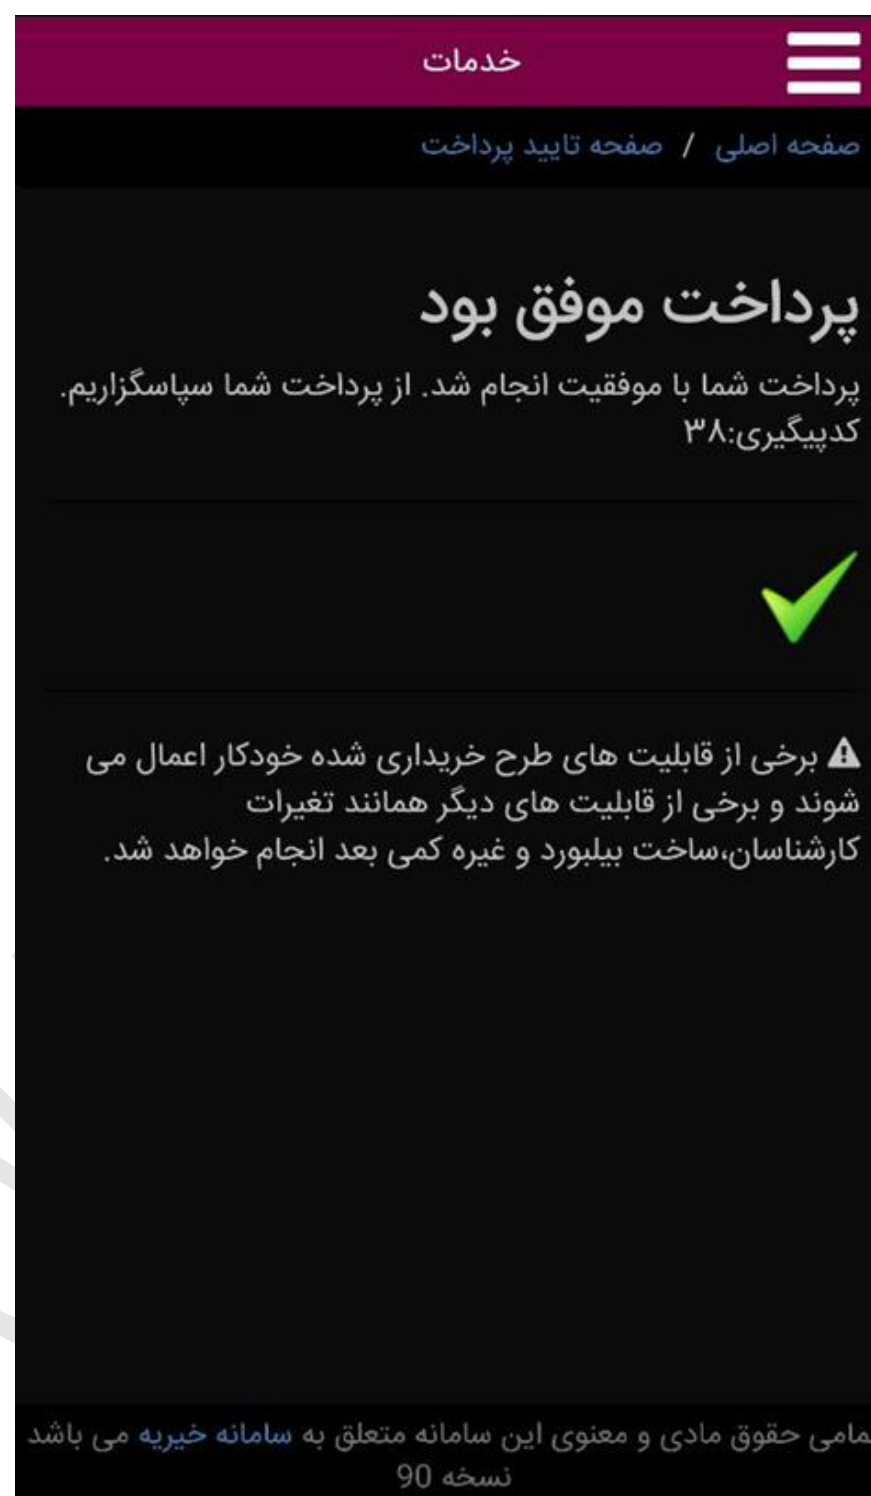 خدمات
صفحه اصلی / صفحه تایید پرداخت
پرداخت موفق بود
پرداخت شما با موفقیت انجام شد. از پرداخت شما سپاسگزاریم.
کدپیگیری:۳۸
برخی از قابلیت های طرح خریداری شده خودکار اعمال می
شوند و برخی از قابلیت های دیگر همانند تغیرات
کارشناسان،ساخت بیلبورد و غیره کمی بعد انجام خواهد شد.
مامی حقوق مادی و معنوی این سامانه متعلق به سامانه خیریه می باشد
نسخه 90